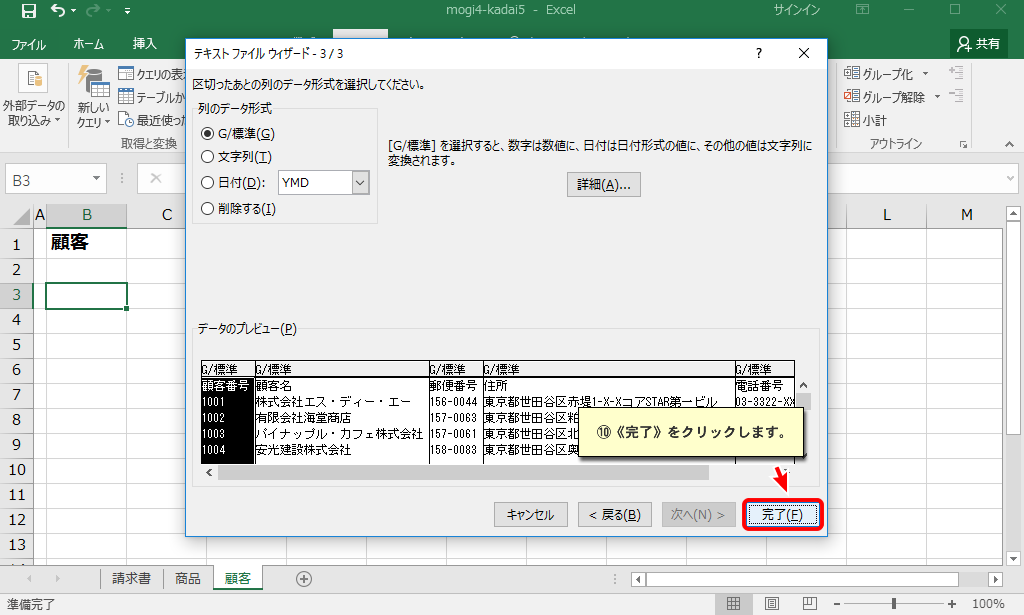 mogi4-kadai5 - Excel
サインイン
ファイル
ホーム
挿入
共有
外部データの取り込み
新しいクエリ
クエリの表
テーブルか
最近使った
取得と変換
グループ化
グループ解除
小計
アウトライン
テキスト ファイル ウィザード - 3 / 3
?
区切ったあとの列のデータ形式を選択してください。
列のデータ形式
G/標準(G)
文字列(T)
日付(D): YMD
削除する(I)
[G/標準] を選択すると、数字は数値に、日付は日付形式の値に、その他の値は文字列に
変換されます。
詳細(A)...
B3
A B C L M
1 顧客
2
3
4
5
6
7
8
9
10
11
12
13
データのプレビュー(P)
G/標準 G/標準 G/標準 G/標準 G/標準
顧客番号 顧客名 郵便番号 住所 電話番号
1001 株式会社エス・ディー・エー 156-0044 東京都世田谷区赤堤1-X-XコアSTAR第一ビル 03-3322-XX
1002 有限会社海堂商店 157-0063 東京都世田谷区粕
1003 パイナップル・カフェ株式会社 157-0061 東京都世田谷区北
1004 安光建設株式会社 158-0083 東京都世田谷区奥
⑩《完了》をクリックします。
キャンセル
< 戻る(B)
次へ(N) >
完了(F)
請求書 商品 顧客
準備完了
100%